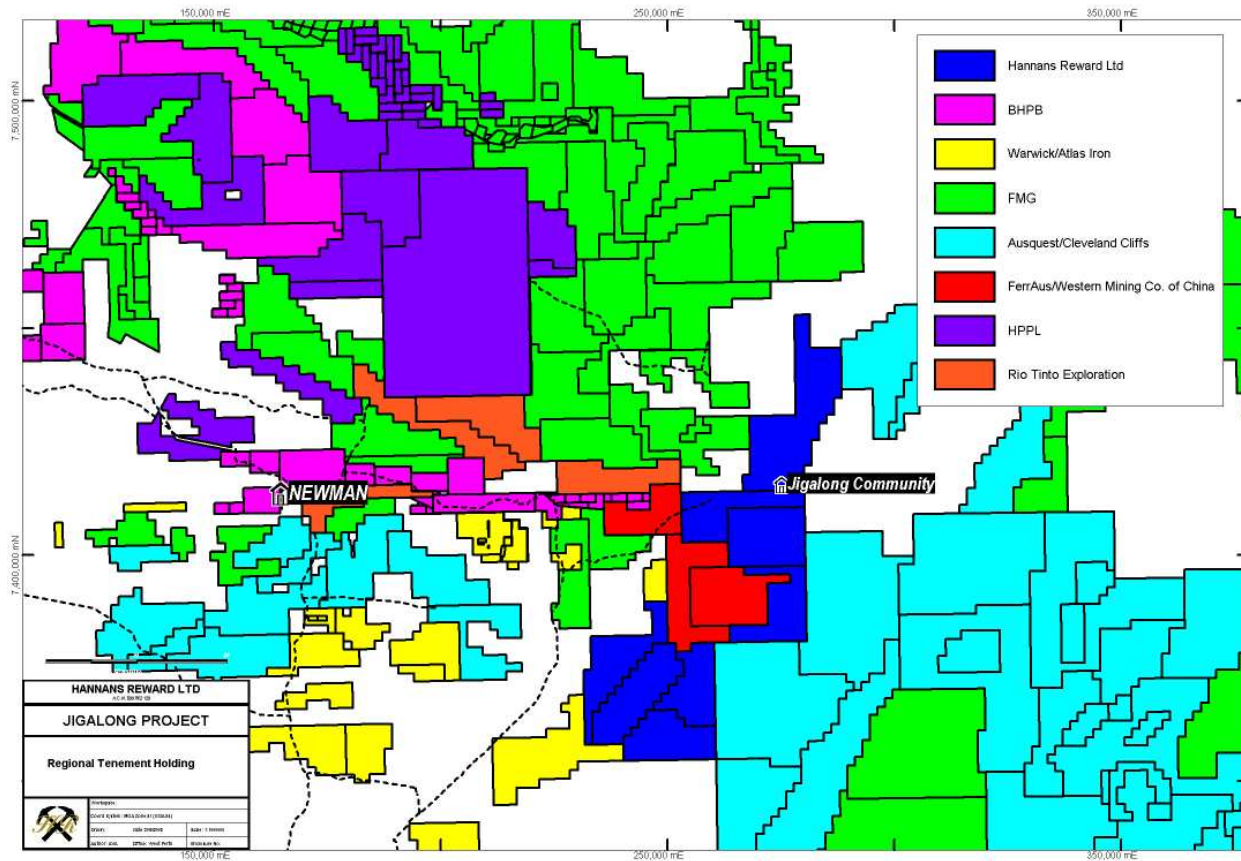 150,000 mE
250,000 mE
350,000 mE
7,500,000 mN
7,400,000 mN
Hannans Reward Ltd
BHPB
Warwick/Atlas Iron
FMG
Ausquest/Cleveland Cliffs
FerrAus/Western Mining Co. of China
HPPL
Rio Tinto Exploration
NEWMAN
Jigalong Community
HANNANS REWARD LTD
JIGALONG PROJECT
Regional Tenement Holding
150,000 mE
250,000 mE
350,000 mE